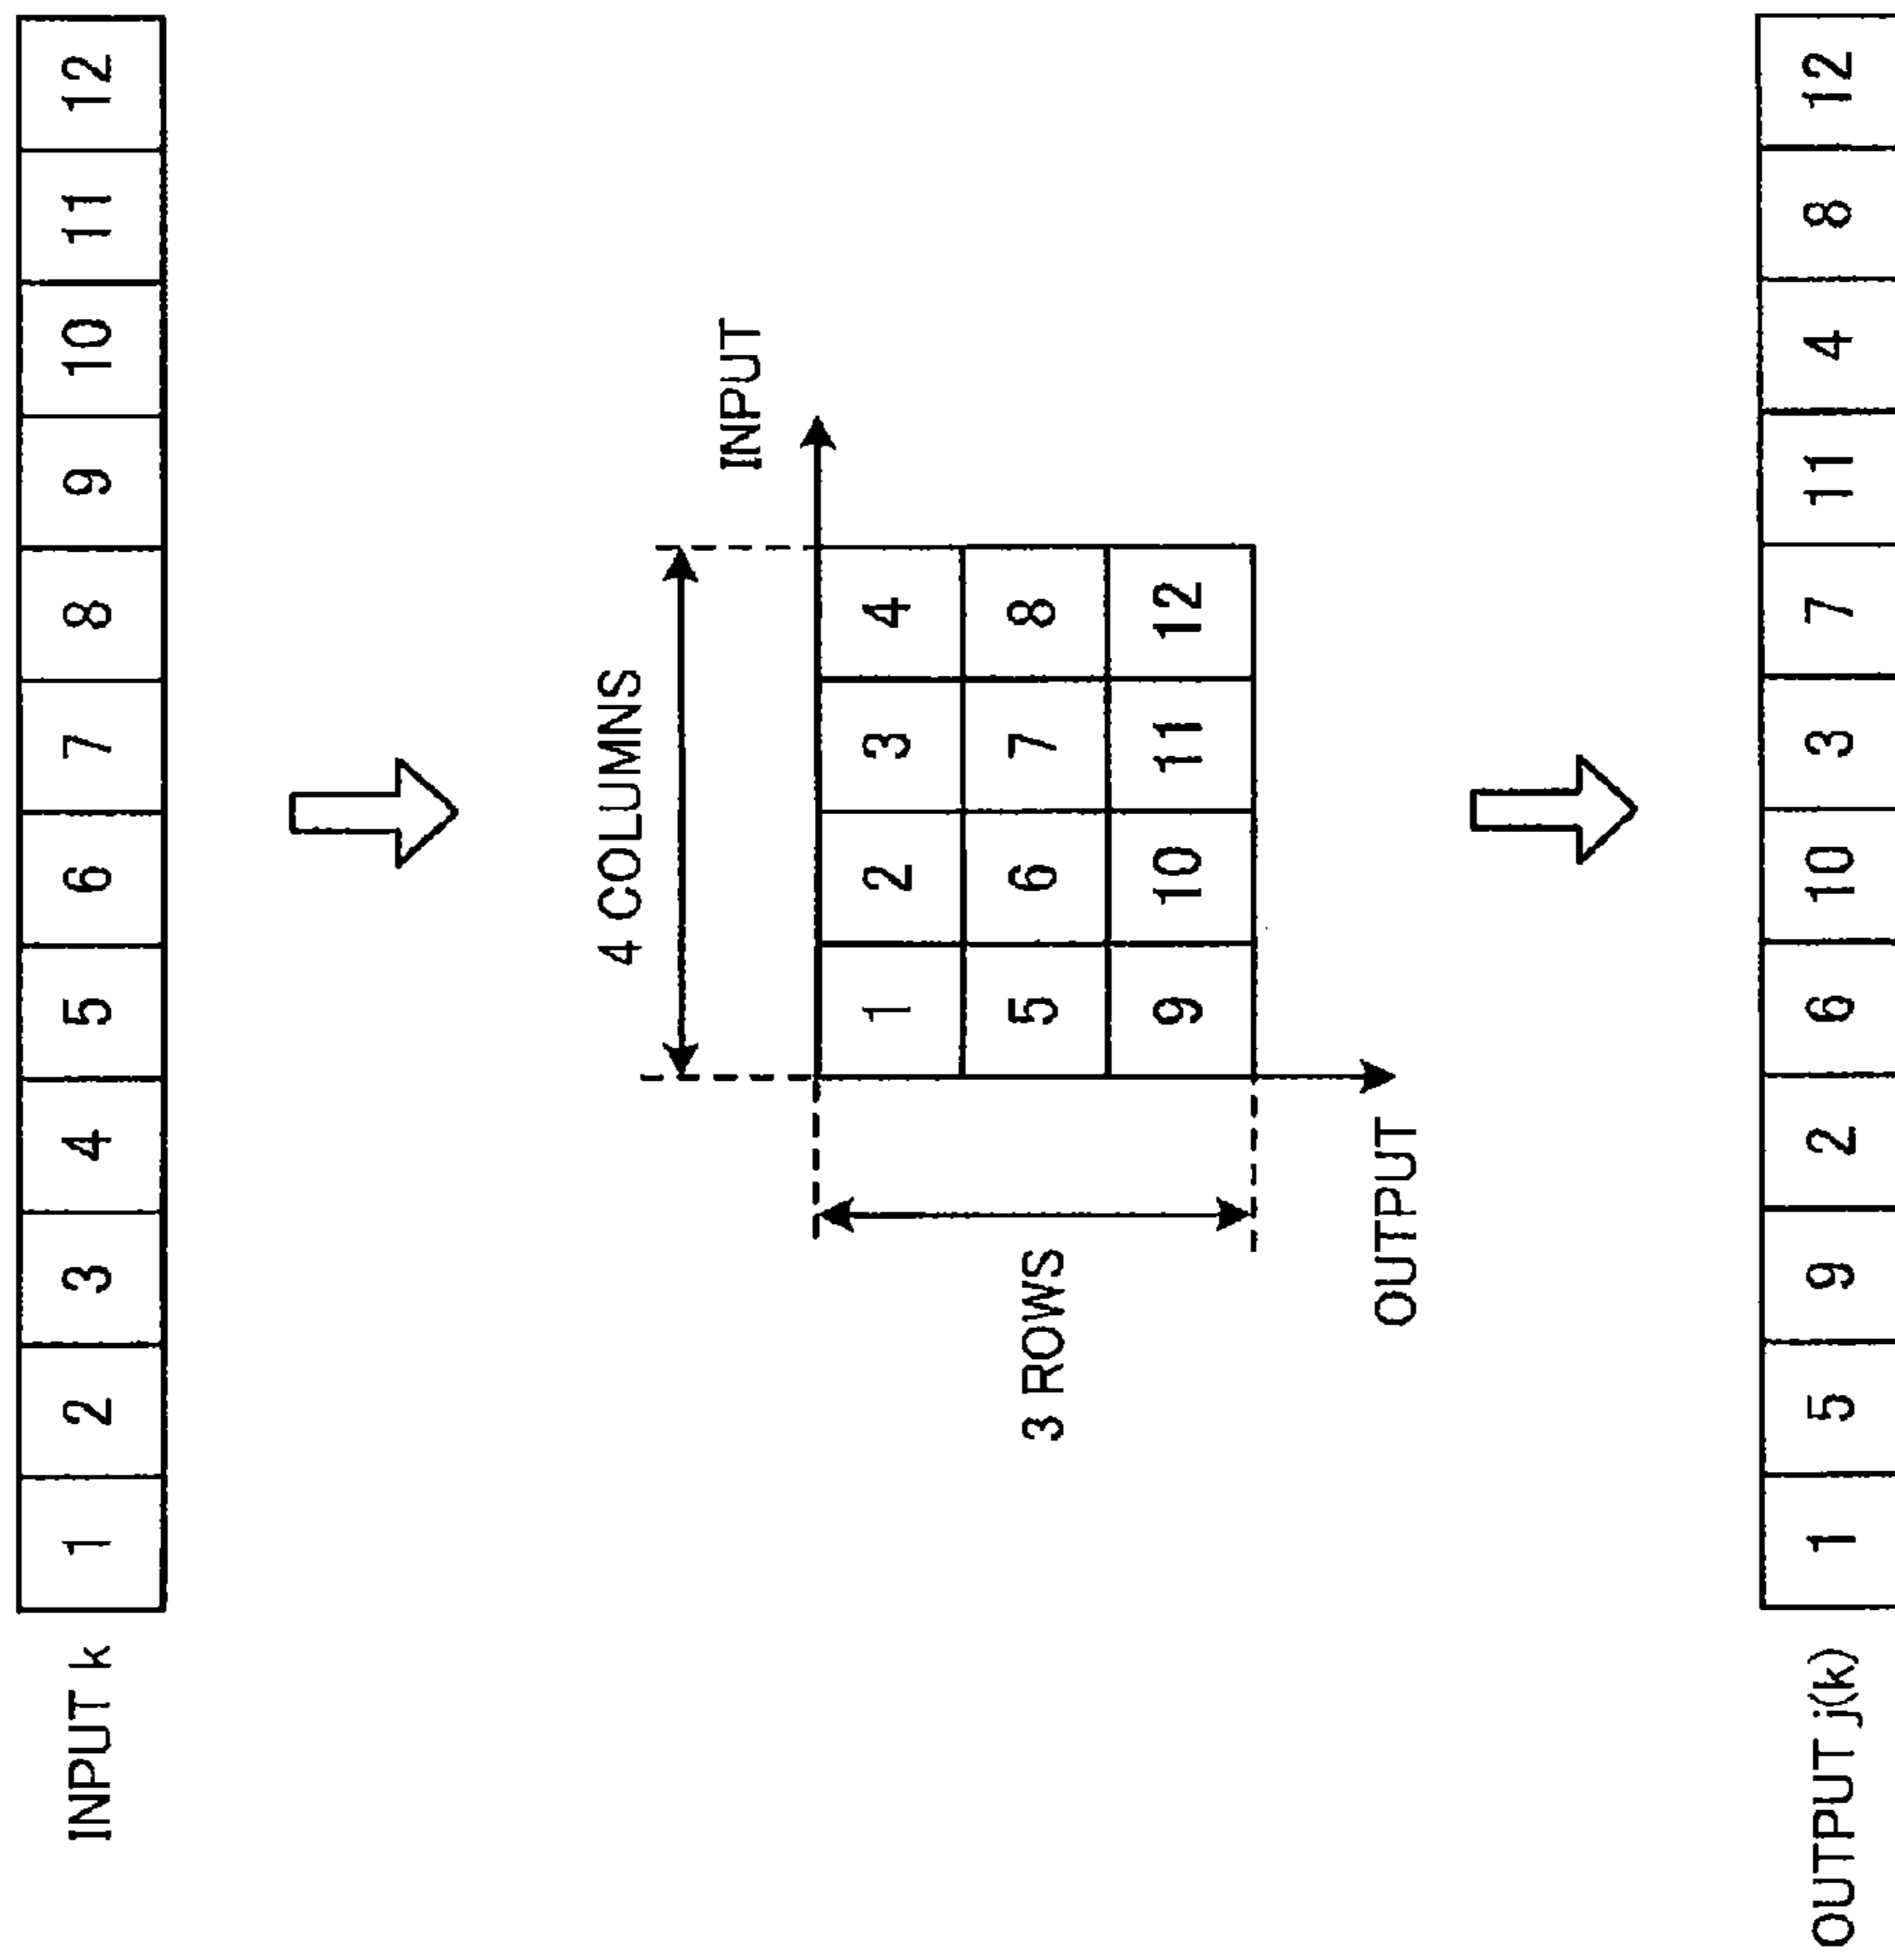 INPUT k 1 2 3 4 5 6 7 8 9 10 11 12
4 COLUMNS
INPUT
3 ROWS
1 2 3 4
5 6 7 8
9 10 11 12
OUTPUT
OUTPUT j(k) 1 5 9 2 6 10 3 7 11 4 8 12